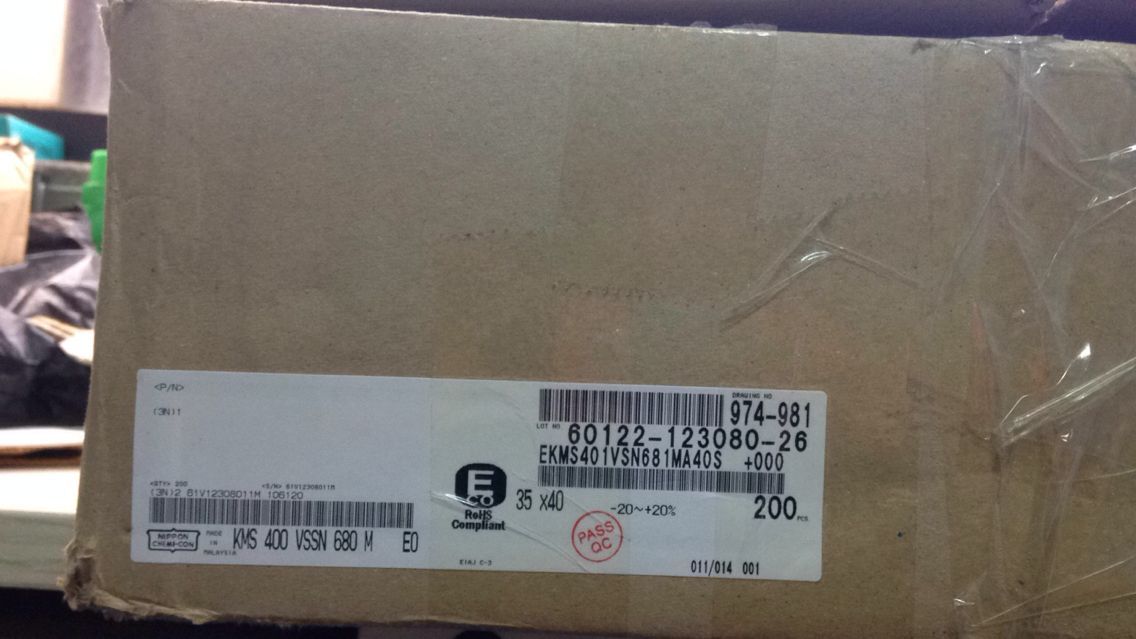 <P/N>
(3N)1
<QTY> 200 <S/N> 61V12308011M
(3N)2 61V12308011M 106120
NIPPON CHEMI-CON
MADE IN MALAYSIA
KMS 400 VSSN 680 M E0
E
CO
RoHS
Compliant
EIAJ C-3
DRAWING NO
974-981
LOT NO 60122-123080-26
EKMS401VSN681MA40S +000
35 x40 -20~+20% 200 PCS.
PASS
QC
011/014 001